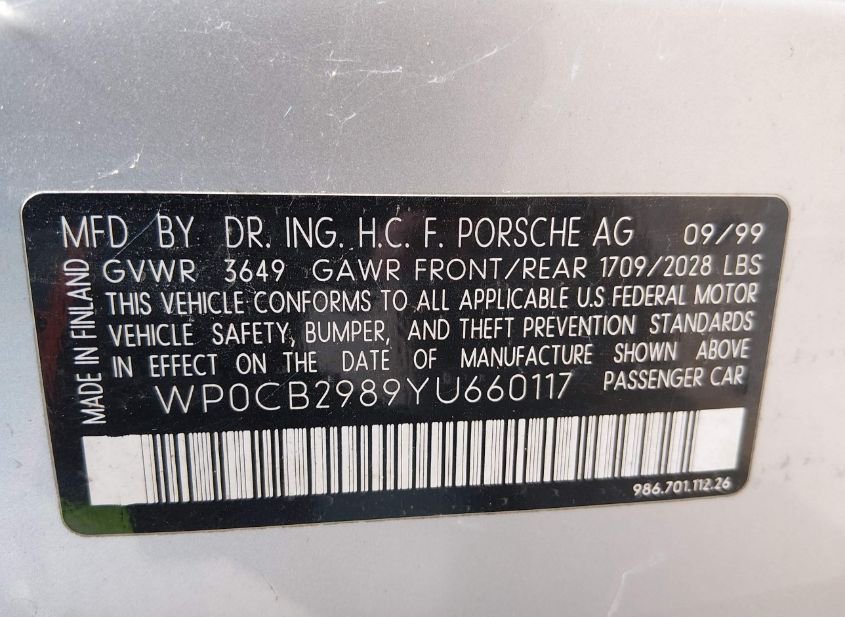 MFD BY DR. ING. H.C. F. PORSCHE AG 09/99
GVWR 3649 GAWR FRONT/REAR 1709/2028 LBS
THIS VEHICLE CONFORMS TO ALL APPLICABLE U.S FEDERAL MOTOR
VEHICLE SAFETY, BUMPER, AND THEFT PREVENTION STANDARDS
IN EFFECT ON THE DATE OF MANUFACTURE SHOWN ABOVE
WP0CB2989YU660117 PASSENGER CAR
MADE IN FINLAND
986.701.112.26